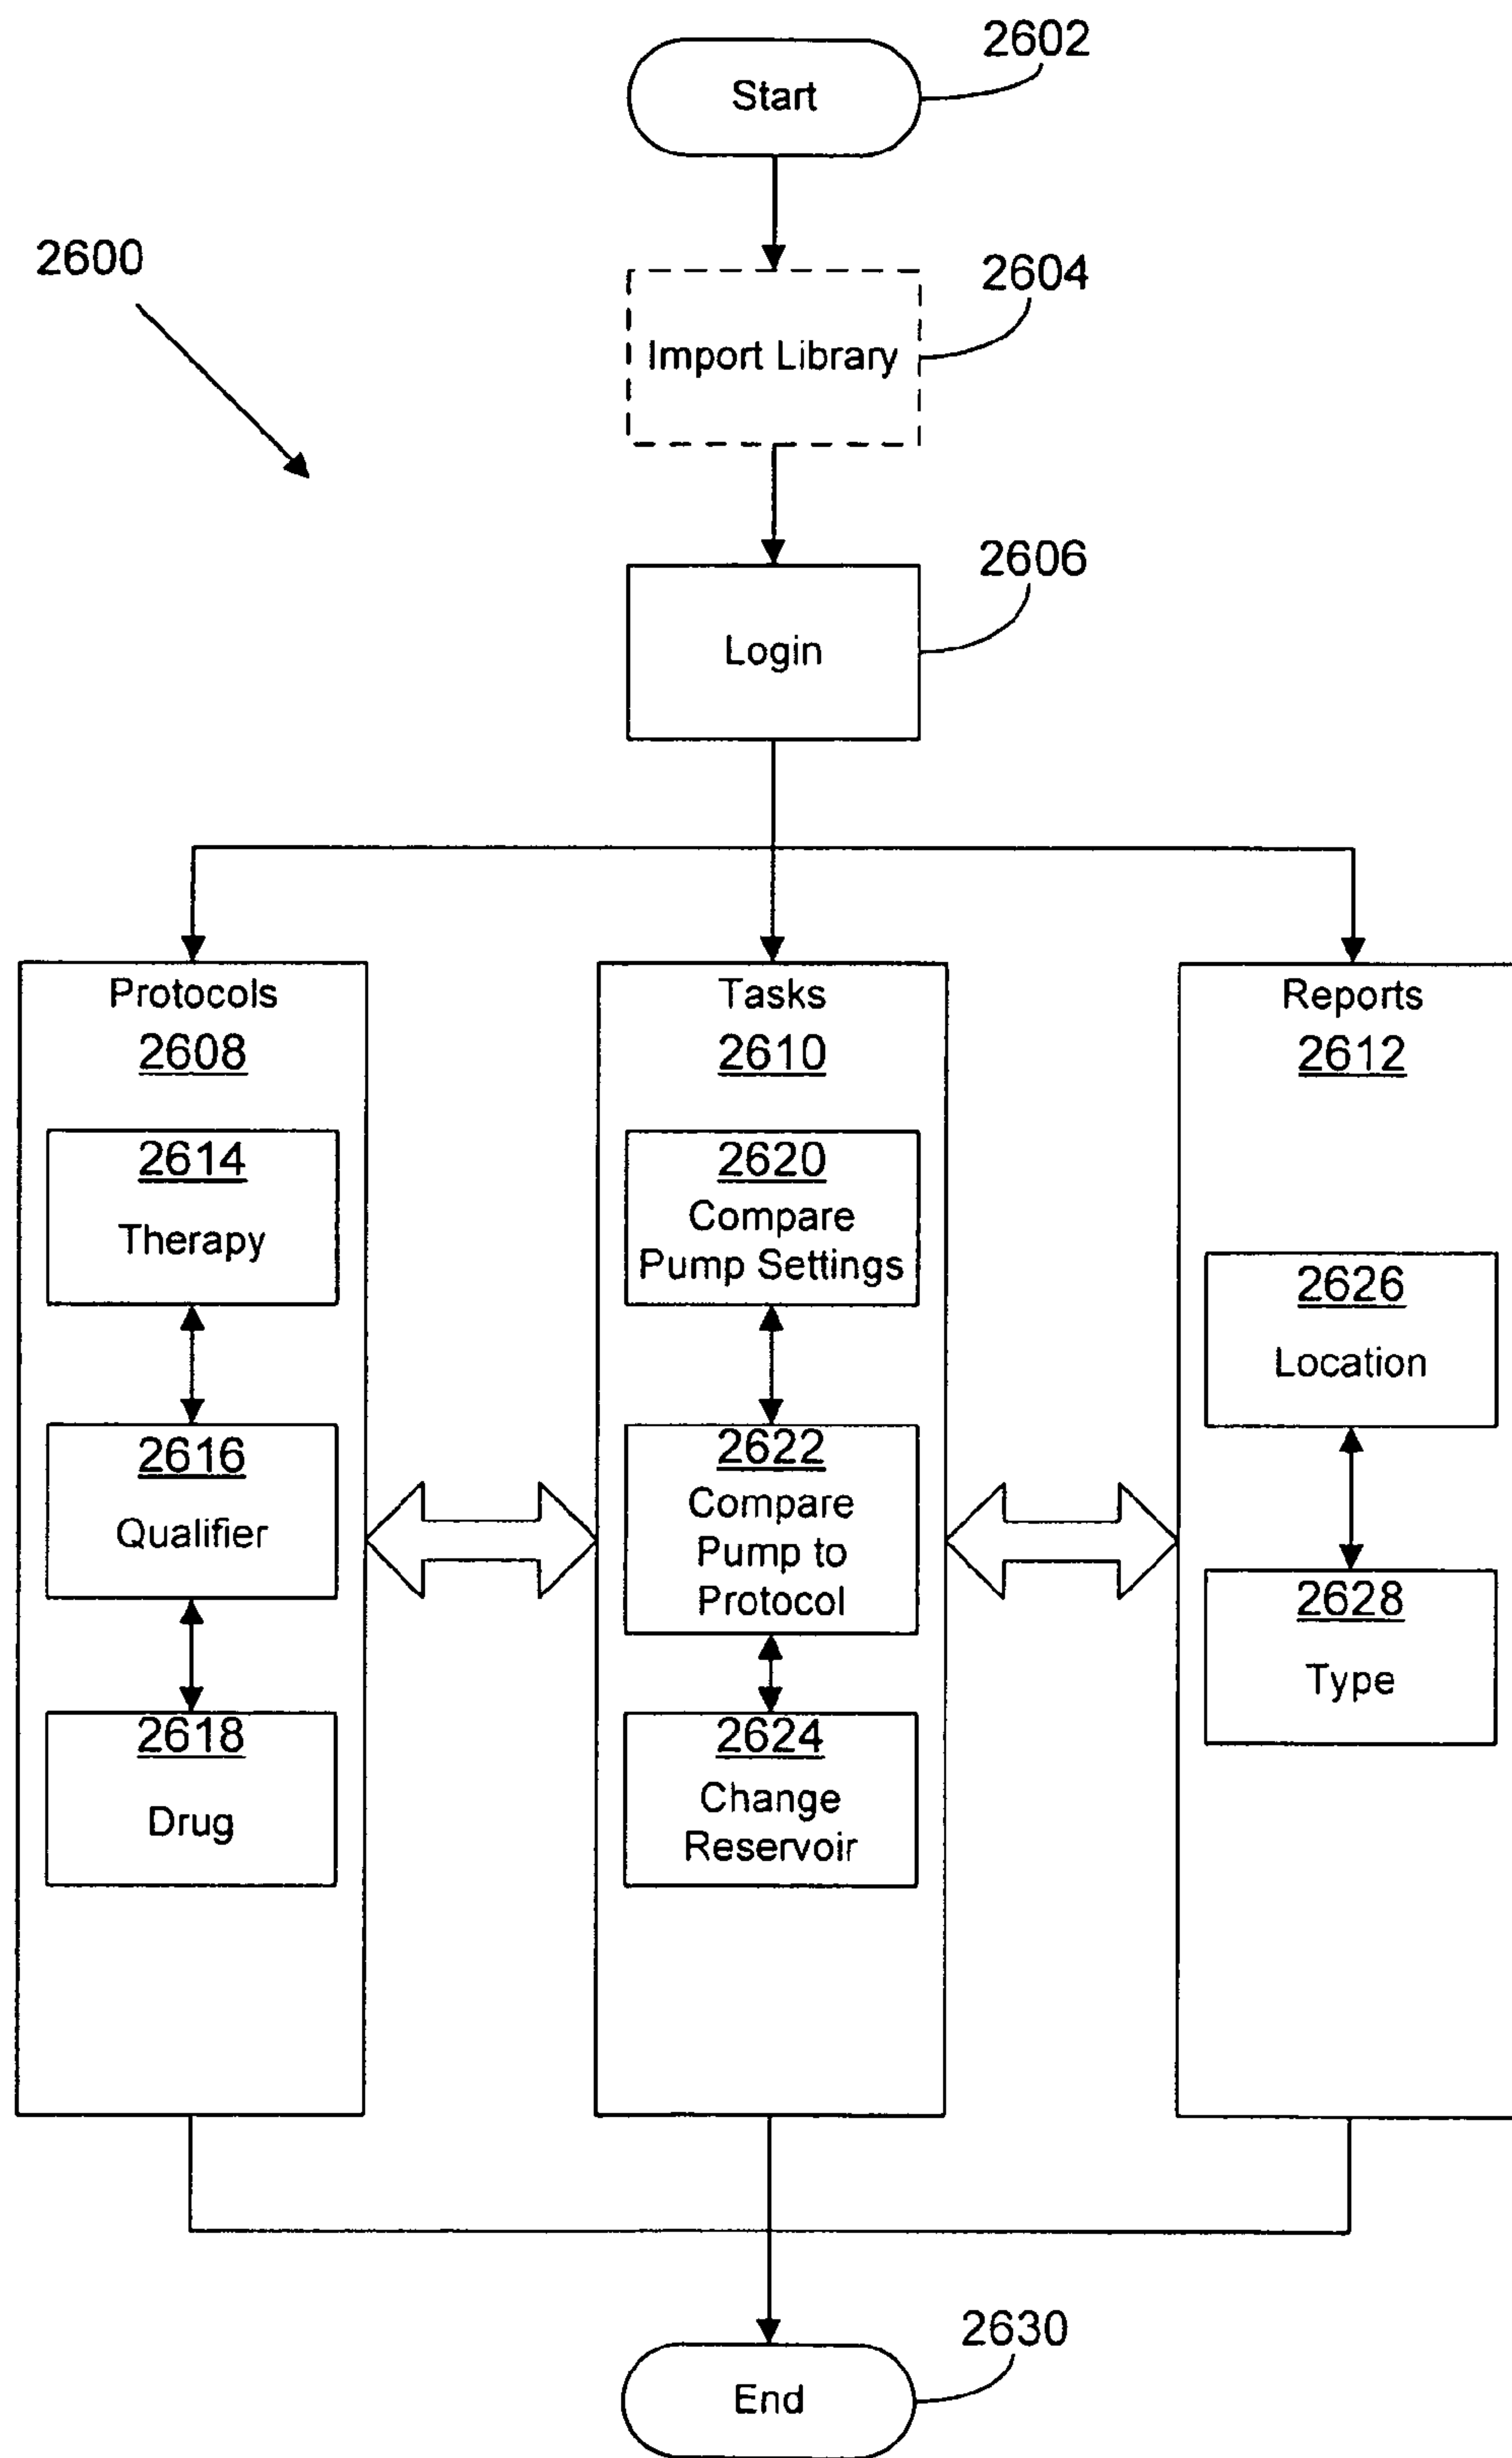 2602
Start
2600
2604
Import Library
2606
Login
Protocols
2608
2614
Therapy
2616
Qualifier
2618
Drug
Tasks
2610
2620
Compare
Pump Settings
2622
Compare
Pump to
Protocol
2624
Change
Reservoir
Reports
2612
2626
Location
2628
Type
2630
End